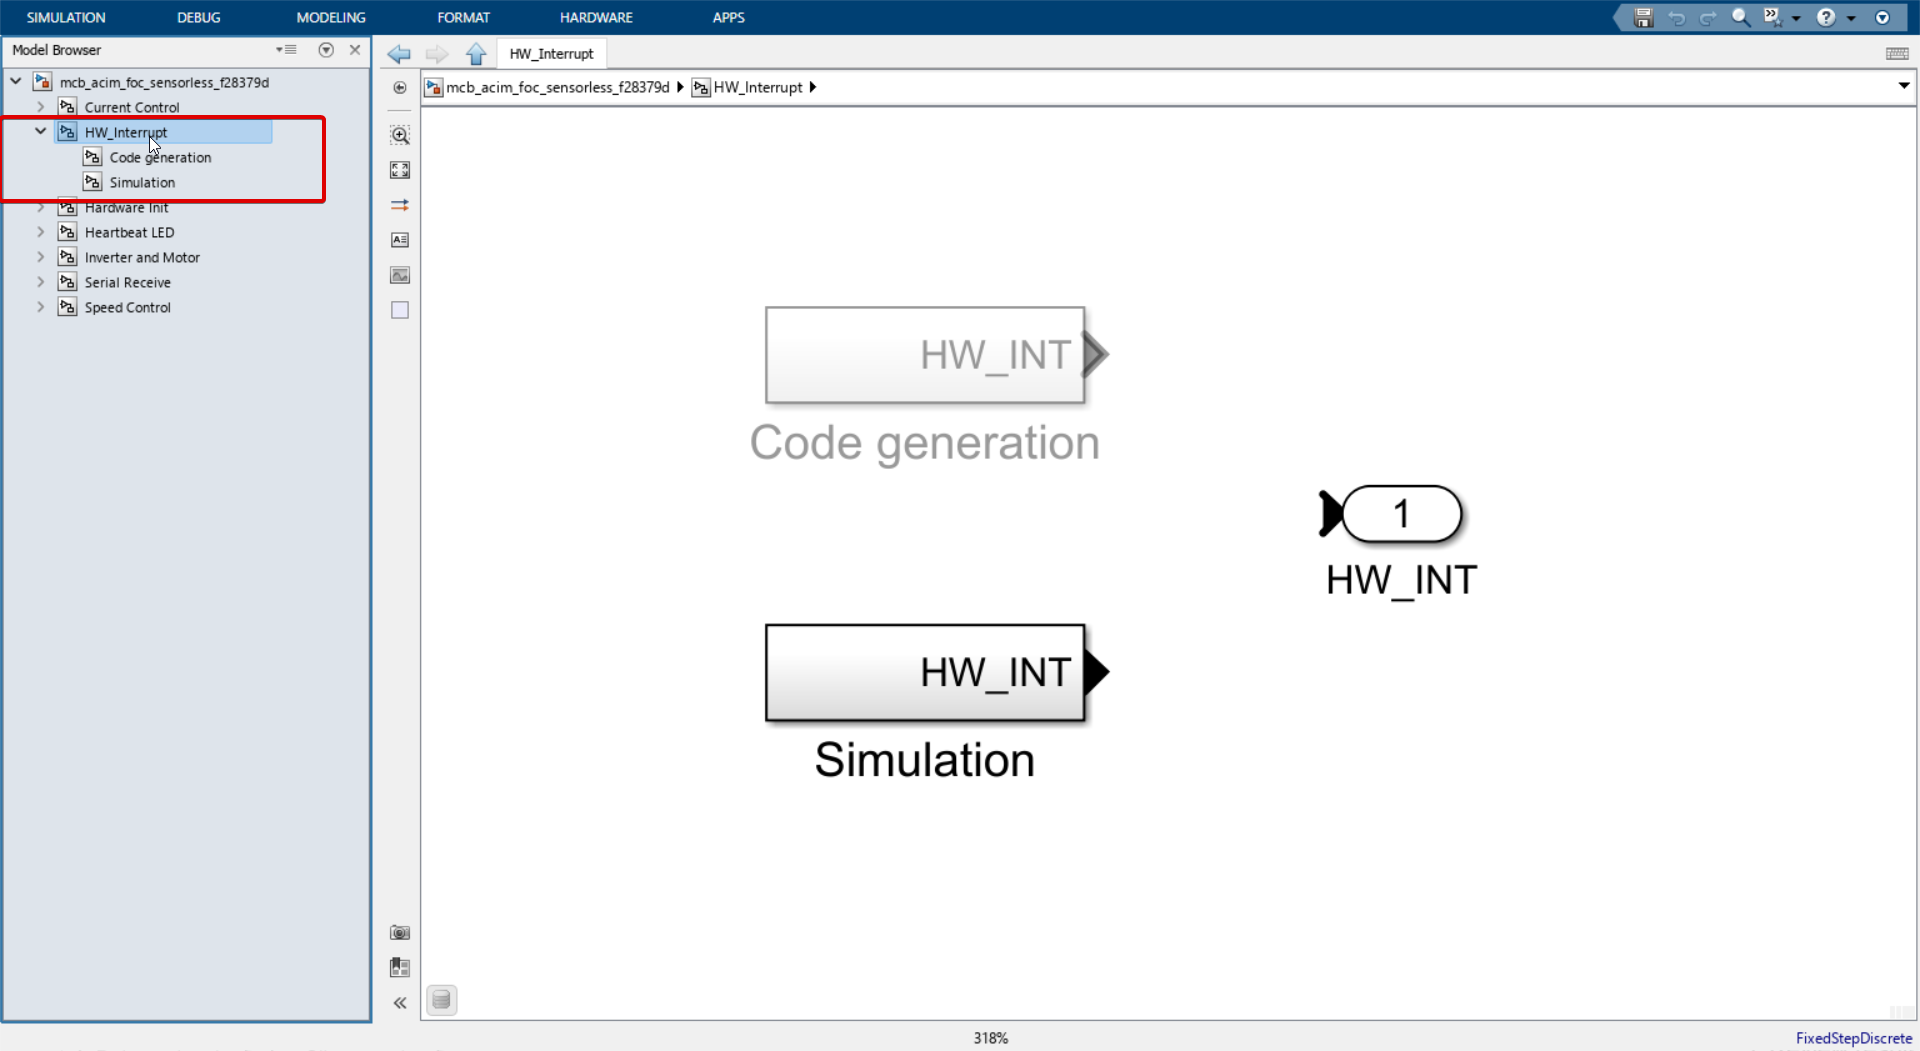 SIMULATION DEBUG MODELING FORMAT HARDWARE APPS
Model Browser
mcb_acim_foc_sensorless_f28379d
Current Control
HW_Interrupt
Code generation
Simulation
Hardware Init
Heartbeat LED
Inverter and Motor
Serial Receive
Speed Control
HW_Interrupt
mcb_acim_foc_sensorless_f28379d HW_Interrupt
HW_INT
Code generation
1
HW_INT
HW_INT
Simulation
318%
FixedStepDiscrete